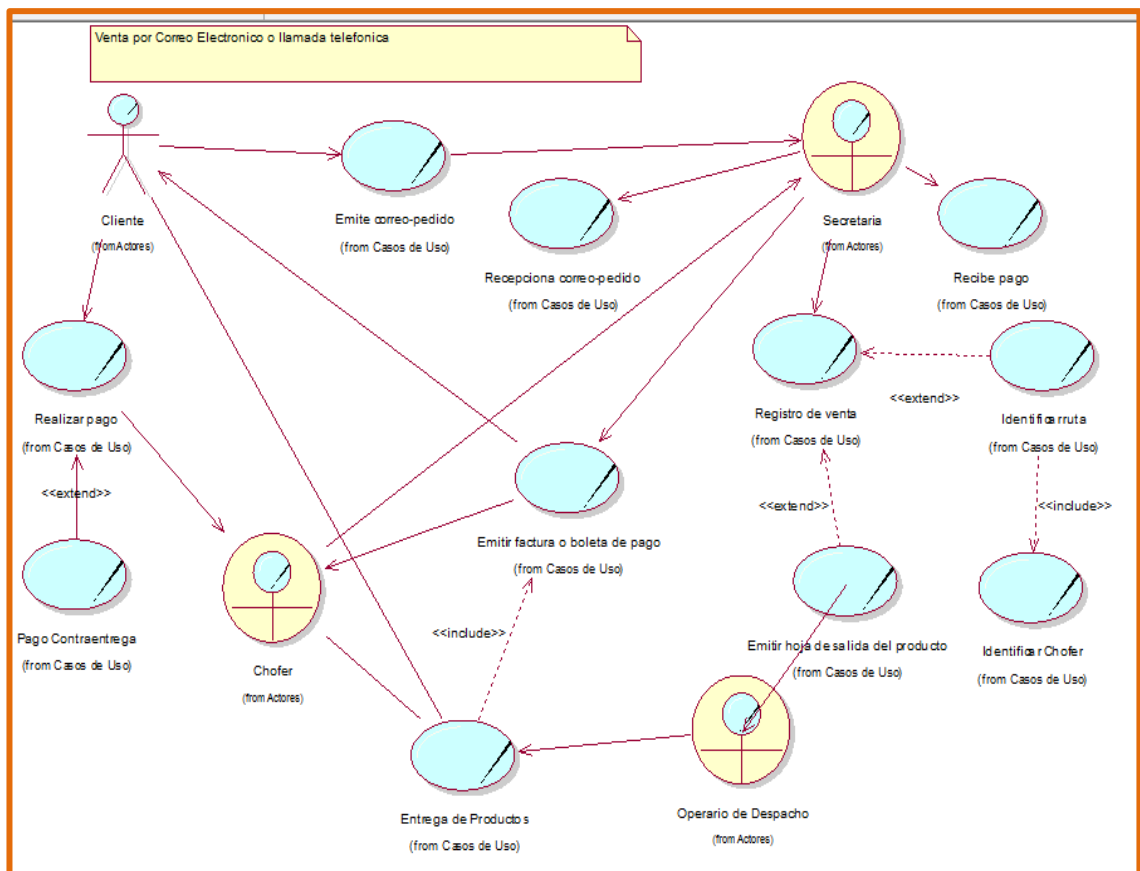 Venta por Correo Electronico o llamada telefonica
Cliente
(from Actores)
Emite correo-pedido
(from Casos de Uso)
Secretaria
(from Actores)
Recepciona correo-pedido
(from Casos de Uso)
Recibe pago
(from Casos de Uso)
Realizar pago
(from Casos de Uso)
Registro de venta
(from Casos de Uso)
<<extend>>
Identificar ruta
(from Casos de Uso)
<<extend>>
<<extend>>
<<include>>
Emitir factura o boleta de pago
(from Casos de Uso)
Pago Contraentrega
(from Casos de Uso)
<<include>>
Chofer
(from Actores)
Emitir hoja de salida del producto
(from Casos de Uso)
Identificar Chofer
(from Casos de Uso)
Entrega de Productos
(from Casos de Uso)
Operario de Despacho
(from Actores)